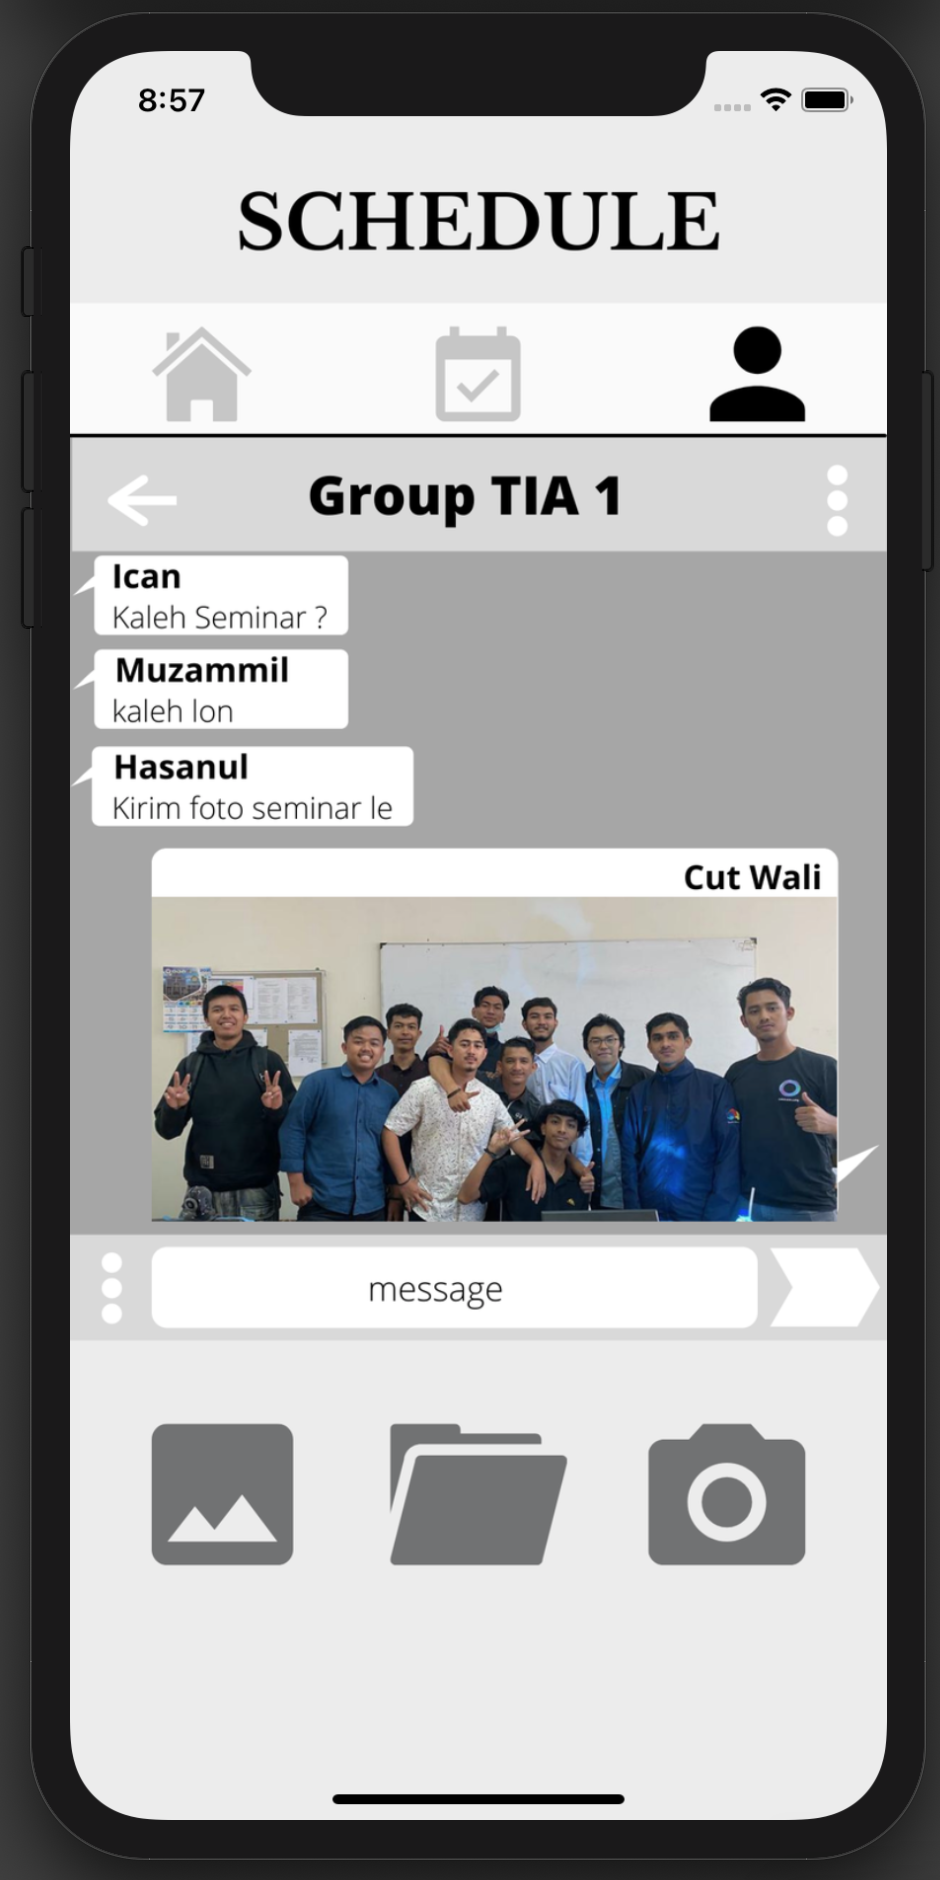 8:57
SCHEDULE
Group TIA 1
Ican
Kaleh Seminar ?
Muzammil
kaleh lon
Hasanul
Kirim foto seminar le
Cut Wali
message